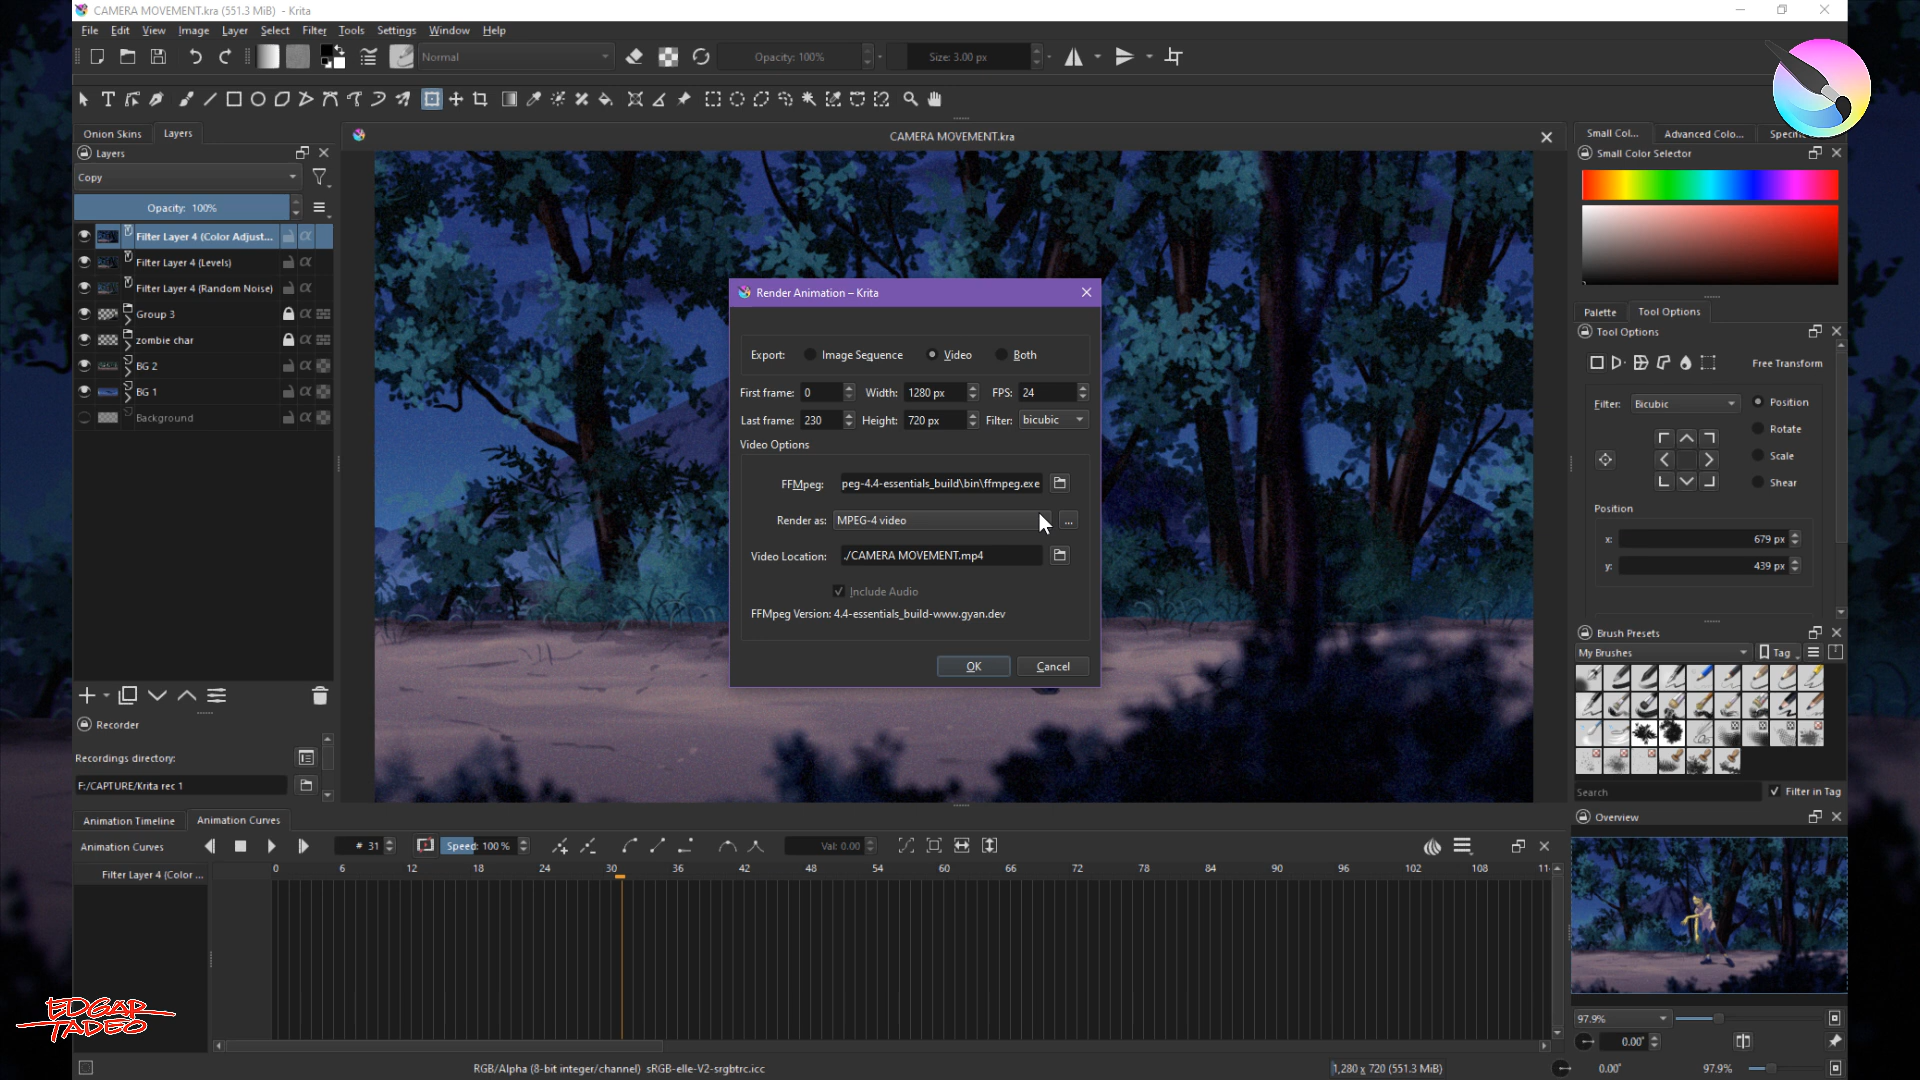 CAMERA MOVEMENT.kra (551.3 MiB) - Krita
File Edit View Image Layer Select Filter Tools Settings Window Help
Normal
Opacity: 100%
Size: 3.00 px
Onion Skins Layers
CAMERA MOVEMENT.kra
Small Col... Advanced Colo...
Layers
Small Color Selector
Copy
Opacity: 100%
Filter Layer 4 (Color Adjust...
Filter Layer 4 (Levels)
Filter Layer 4 (Random Noise)
Group 3
zombie char
BG 2
BG 1
Background
Render Animation – Krita
Export: Image Sequence Video Both
First frame: 0 Width: 1280 px FPS: 24
Last frame: 230 Height: 720 px Filter: bicubic
Video Options
FFMpeg: peg-4.4-essentials_build\bin\ffmpeg.exe
Render as: MPEG-4 video ...
Video Location: ./CAMERA MOVEMENT.mp4
Include Audio
FFMpeg Version: 4.4-essentials_build-www.gyan.dev
OK Cancel
Palette Tool Options
Tool Options
Free Transform
Filter: Bicubic
Position
Rotate
Scale
Shear
Position
x: 679 px
y: 439 px
Brush Presets
My Brushes Tag
Search Filter in Tag
Overview
Recorder
Recordings directory:
F:/CAPTURE/Krita rec 1
Animation Timeline Animation Curves
Animation Curves # 31 Speed: 100 % Val: 0.00
0 6 12 18 24 30 36 42 48 54 60 66 72 78 84 90 96 102 108
Filter Layer 4 (Color ...
EDGAR
TADEO
97.9%
0.00°
RGB/Alpha (8-bit integer/channel) sRGB-elle-V2-srgbtrc.icc
1,280 x 720 (551.3 MiB)
0.00°
97.9%